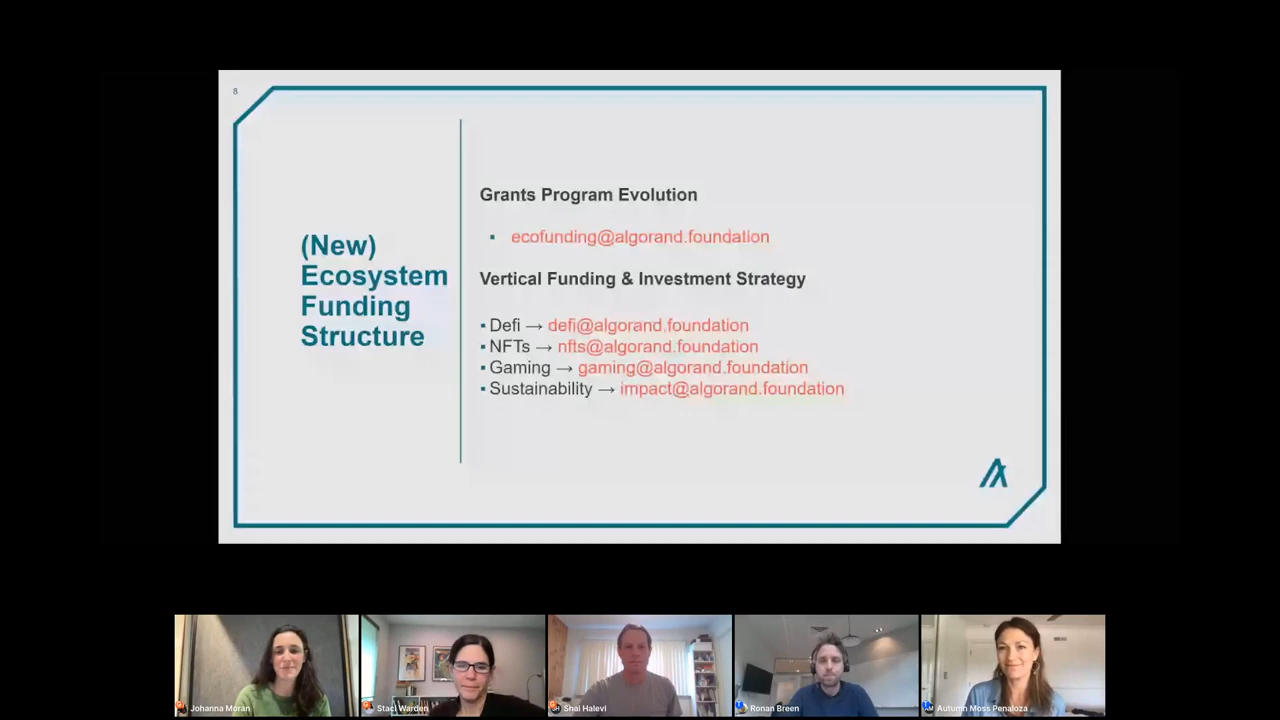 8
(New)
Ecosystem
Funding
Structure
Grants Program Evolution
▪ ecofunding@algorand.foundation
Vertical Funding & Investment Strategy
▪ Defi → defi@algorand.foundation
▪ NFTs → nfts@algorand.foundation
▪ Gaming → gaming@algorand.foundation
▪ Sustainability → impact@algorand.foundation
Johanna Moran
Staci Warden
Shai Halevi
Ronan Breen
Autumn Moss Penaloza